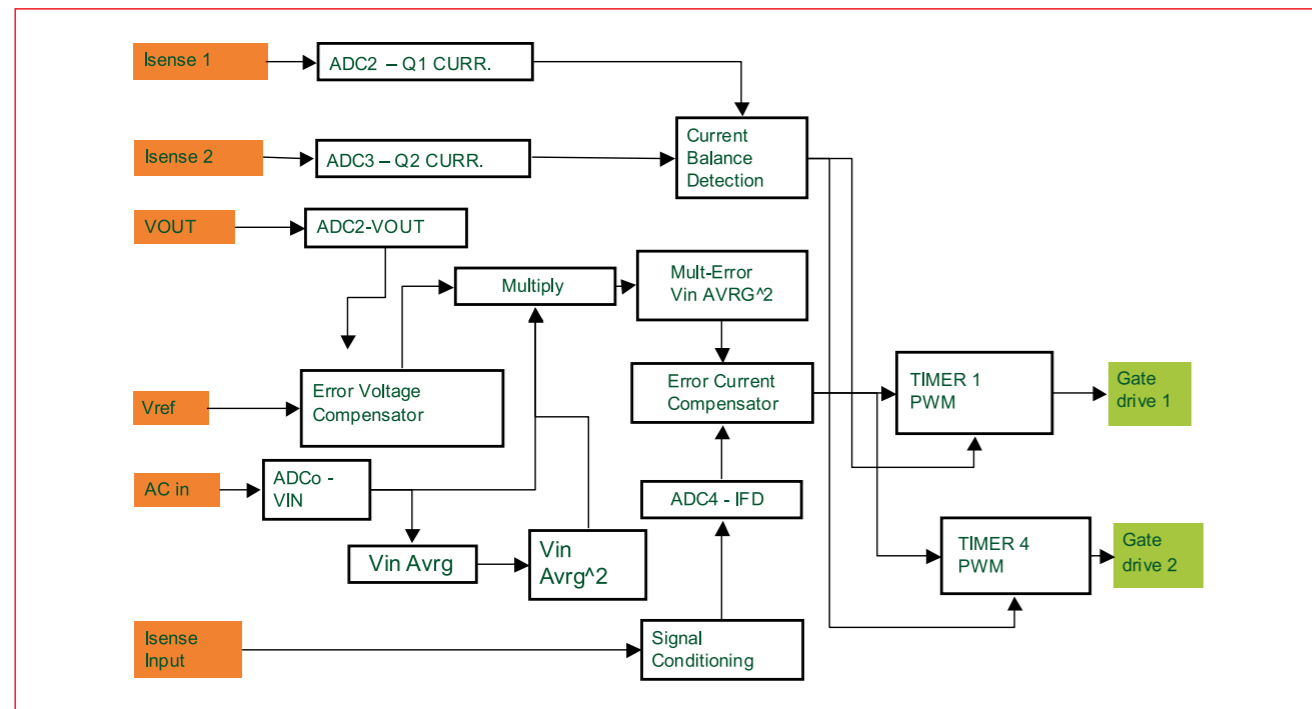 Isense 1
ADC2 – Q1 CURR.
Isense 2
ADC3 – Q2 CURR.
Current
Balance
Detection
VOUT
ADC2-VOUT
Multiply
Mult-Error
Vin AVRG^2
Vref
Error Voltage
Compensator
Error Current
Compensator
TIMER 1
PWM
Gate
drive 1
AC in
ADCo -
VIN
ADC4 - IFD
Vin Avrg
Vin
Avrg^2
TIMER 4
PWM
Gate
drive 2
Isense
Input
Signal
Conditioning